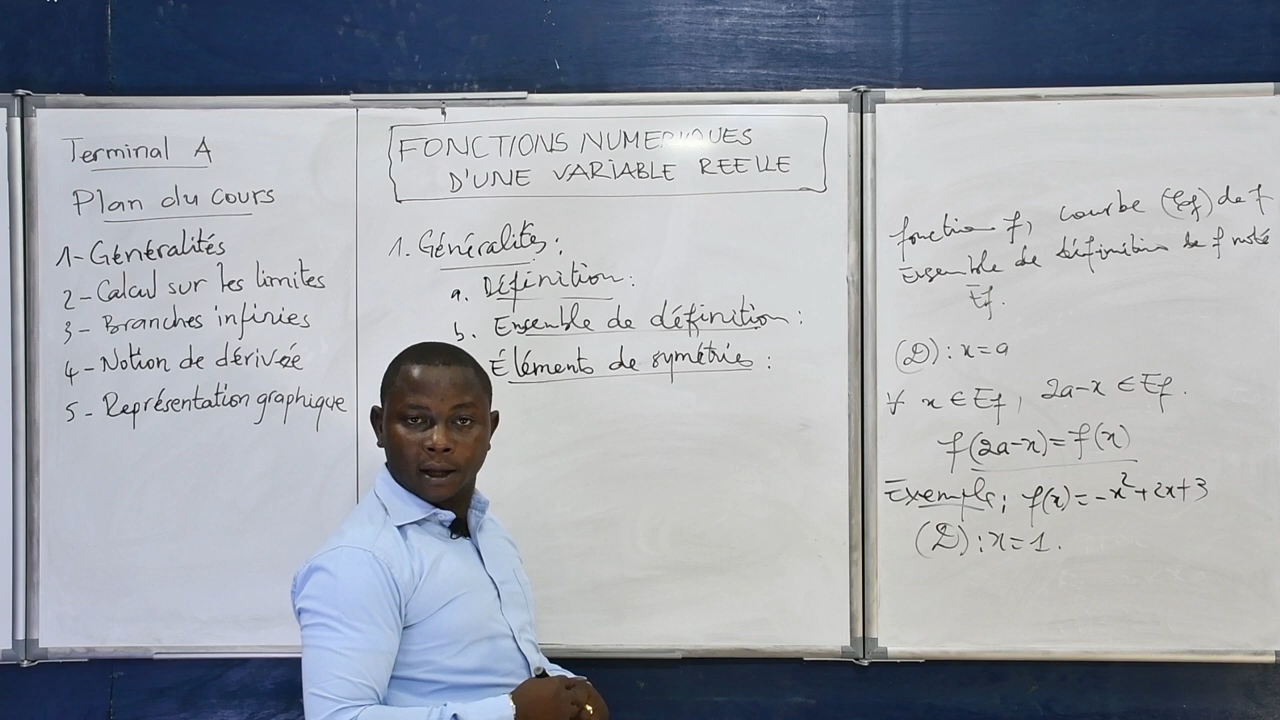 Terminal A
Plan du cours
1- Généralités
2- Calcul sur les limites
3- Branches infinies
4- Notion de dérivée
5- Représentation graphique
FONCTIONS NUMERIQUES
D'UNE VARIABLE REELLE
1. Généralités:
a. Définition:
b. Ensemble de définition:
Éléments de symétries:
fonction f, courbe (Cf) de f
Ensemble de définition de f noté
Ef.
(D): x=a
∀ x ∈ Ef, 2a-x ∈ Ef.
f(2a-x)=f(x)
Exemple: f(x)=-x²+2x+3
(D): x=1.